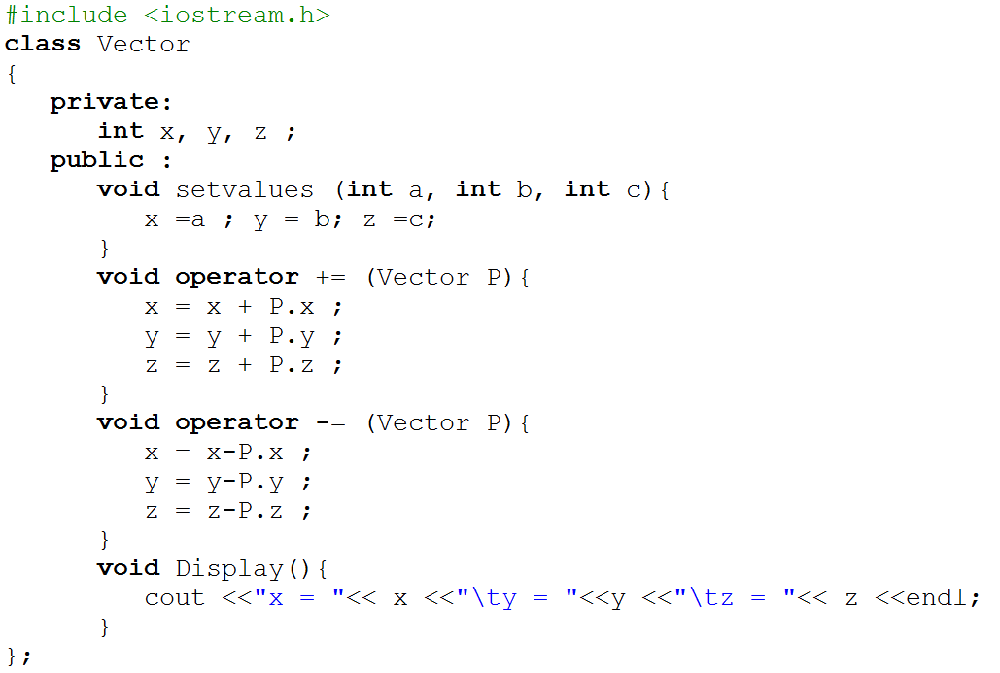 #include <iostream.h>
class Vector
{
   private:
      int x, y, z ;
   public :
      void setvalues (int a, int b, int c){
         x =a ; y = b; z =c;
      }
      void operator += (Vector P){
         x = x + P.x ;
         y = y + P.y ;
         z = z + P.z ;
      }
      void operator -= (Vector P){
         x = x-P.x ;
         y = y-P.y ;
         z = z-P.z ;
      }
      void Display(){
         cout <<"x = "<< x <<"\ty = "<<y <<"\tz = "<< z <<endl;
      }
};